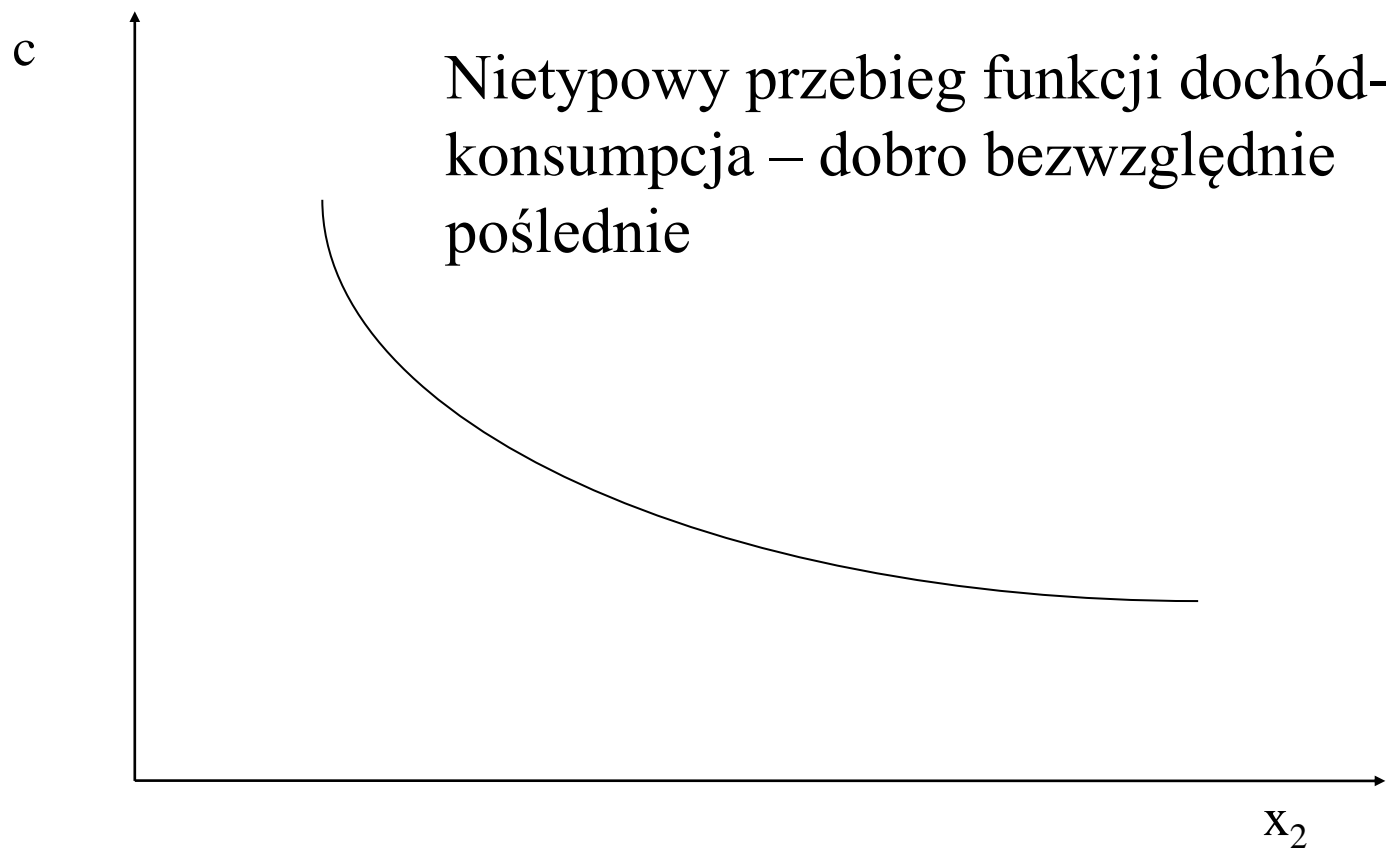 c
Nietypowy przebieg funkcji dochód-
konsumpcja – dobro bezwzględnie
poślednie
x₂